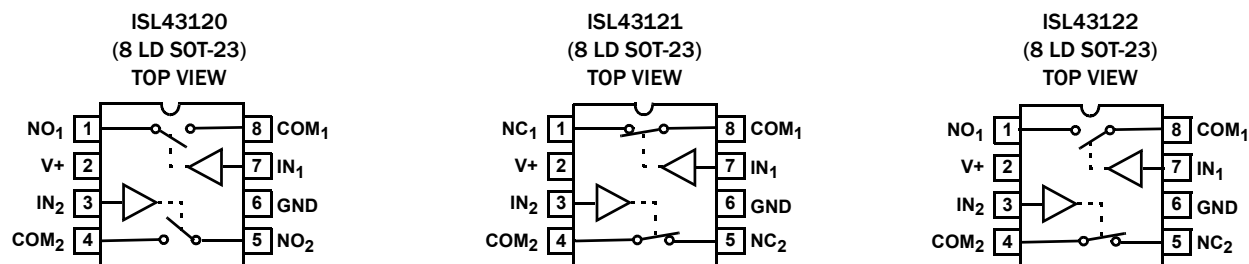 ISL43120
(8 LD SOT-23)
TOP VIEW
NO1 1 8 COM1
V+ 2 7 IN1
IN2 3 6 GND
COM2 4 5 NO2
ISL43121
(8 LD SOT-23)
TOP VIEW
NC1 1 8 COM1
V+ 2 7 IN1
IN2 3 6 GND
COM2 4 5 NC2
ISL43122
(8 LD SOT-23)
TOP VIEW
NO1 1 8 COM1
V+ 2 7 IN1
IN2 3 6 GND
COM2 4 5 NC2